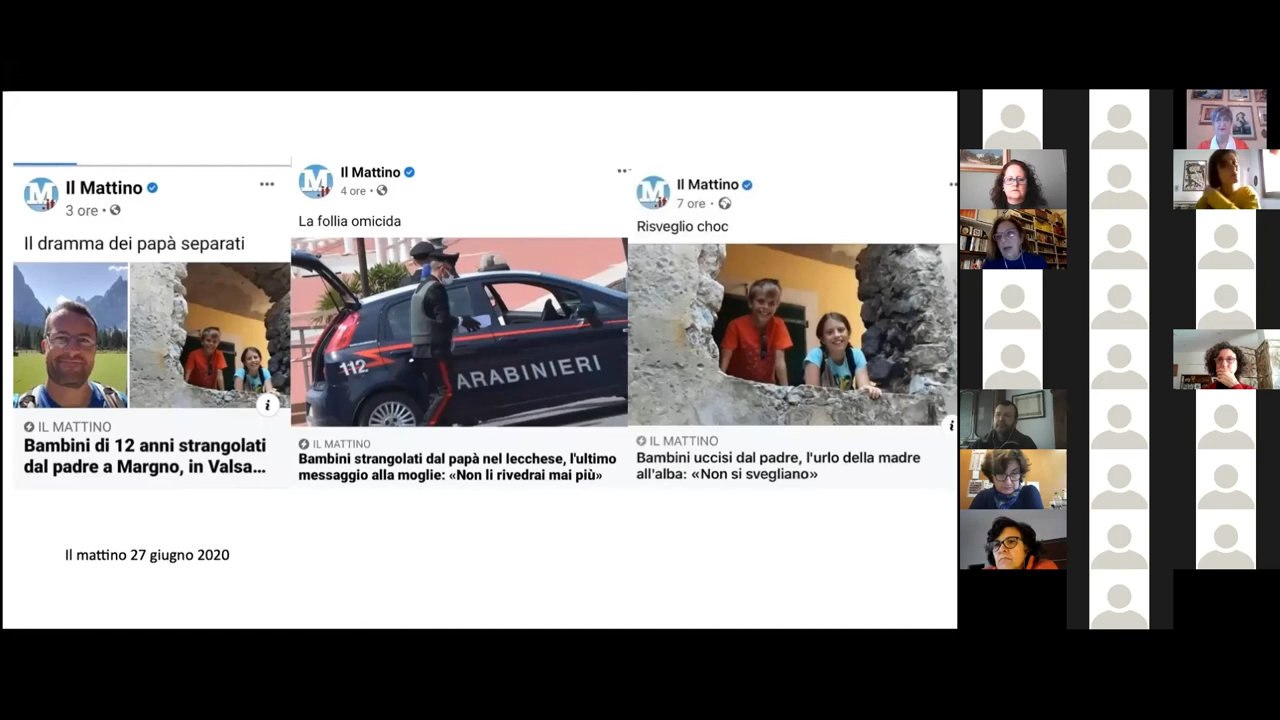 Il Mattino
3 ore
Il dramma dei papà separati
IL MATTINO
Bambini di 12 anni strangolati
dal padre a Margno, in Valsa...
Il Mattino
4 ore
La follia omicida
112
ARABINIERI
IL MATTINO
Bambini strangolati dal papà nel lecchese, l'ultimo
messaggio alla moglie: «Non li rivedrai mai più»
Il Mattino
7 ore
Risveglio choc
IL MATTINO
Bambini uccisi dal padre, l'urlo della madre
all'alba: «Non si svegliano»
Il mattino 27 giugno 2020